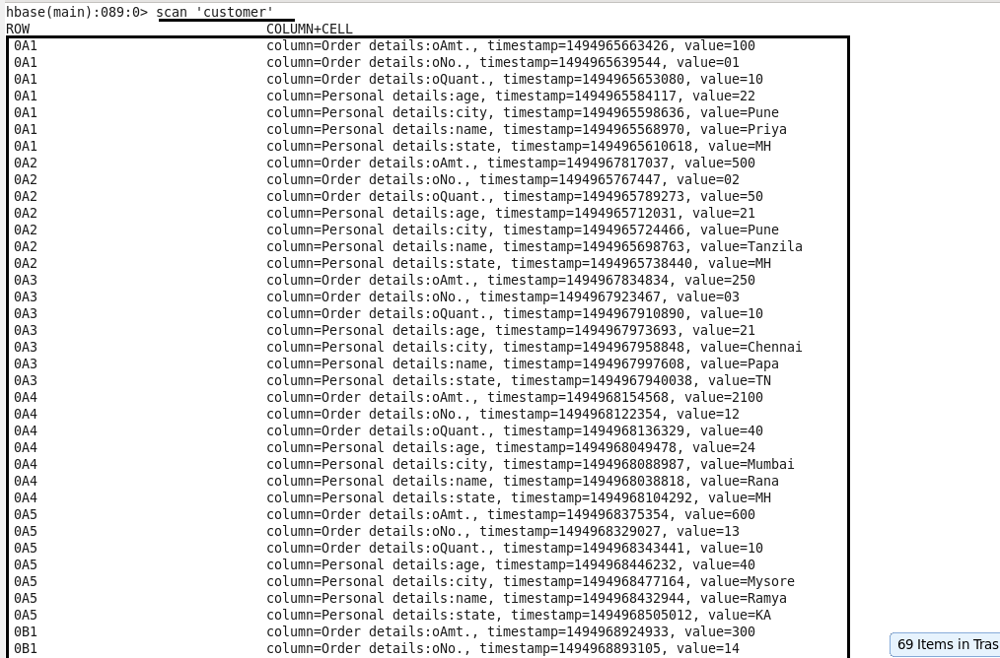 hbase(main):089:0> scan 'customer'
ROW COLUMN+CELL
0A1 column=Order details:oAmt., timestamp=1494965663426, value=100
0A1 column=Order details:oNo., timestamp=1494965639544, value=01
0A1 column=Order details:oQuant., timestamp=1494965653080, value=10
0A1 column=Personal details:age, timestamp=1494965584117, value=22
0A1 column=Personal details:city, timestamp=1494965598636, value=Pune
0A1 column=Personal details:name, timestamp=1494965568970, value=Priya
0A1 column=Personal details:state, timestamp=1494965610618, value=MH
0A2 column=Order details:oAmt., timestamp=1494967817037, value=500
0A2 column=Order details:oNo., timestamp=1494965767447, value=02
0A2 column=Order details:oQuant., timestamp=1494965789273, value=50
0A2 column=Personal details:age, timestamp=1494965712031, value=21
0A2 column=Personal details:city, timestamp=1494965724466, value=Pune
0A2 column=Personal details:name, timestamp=1494965698763, value=Tanzila
0A2 column=Personal details:state, timestamp=1494965738440, value=MH
0A3 column=Order details:oAmt., timestamp=1494967834834, value=250
0A3 column=Order details:oNo., timestamp=1494967923467, value=03
0A3 column=Order details:oQuant., timestamp=1494967910890, value=10
0A3 column=Personal details:age, timestamp=1494967973693, value=21
0A3 column=Personal details:city, timestamp=1494967958848, value=Chennai
0A3 column=Personal details:name, timestamp=1494967997608, value=Papa
0A3 column=Personal details:state, timestamp=1494967940038, value=TN
0A4 column=Order details:oAmt., timestamp=1494968154568, value=2100
0A4 column=Order details:oNo., timestamp=1494968122354, value=12
0A4 column=Order details:oQuant., timestamp=1494968136329, value=40
0A4 column=Personal details:age, timestamp=1494968049478, value=24
0A4 column=Personal details:city, timestamp=1494968088987, value=Mumbai
0A4 column=Personal details:name, timestamp=1494968038818, value=Rana
0A4 column=Personal details:state, timestamp=1494968104292, value=MH
0A5 column=Order details:oAmt., timestamp=1494968375354, value=600
0A5 column=Order details:oNo., timestamp=1494968329027, value=13
0A5 column=Order details:oQuant., timestamp=1494968343441, value=10
0A5 column=Personal details:age, timestamp=1494968446232, value=40
0A5 column=Personal details:city, timestamp=1494968477164, value=Mysore
0A5 column=Personal details:name, timestamp=1494968432944, value=Ramya
0A5 column=Personal details:state, timestamp=1494968505012, value=KA
0B1 column=Order details:oAmt., timestamp=1494968924933, value=300
0B1 column=Order details:oNo., timestamp=1494968893105, value=14
69 Items in Tras